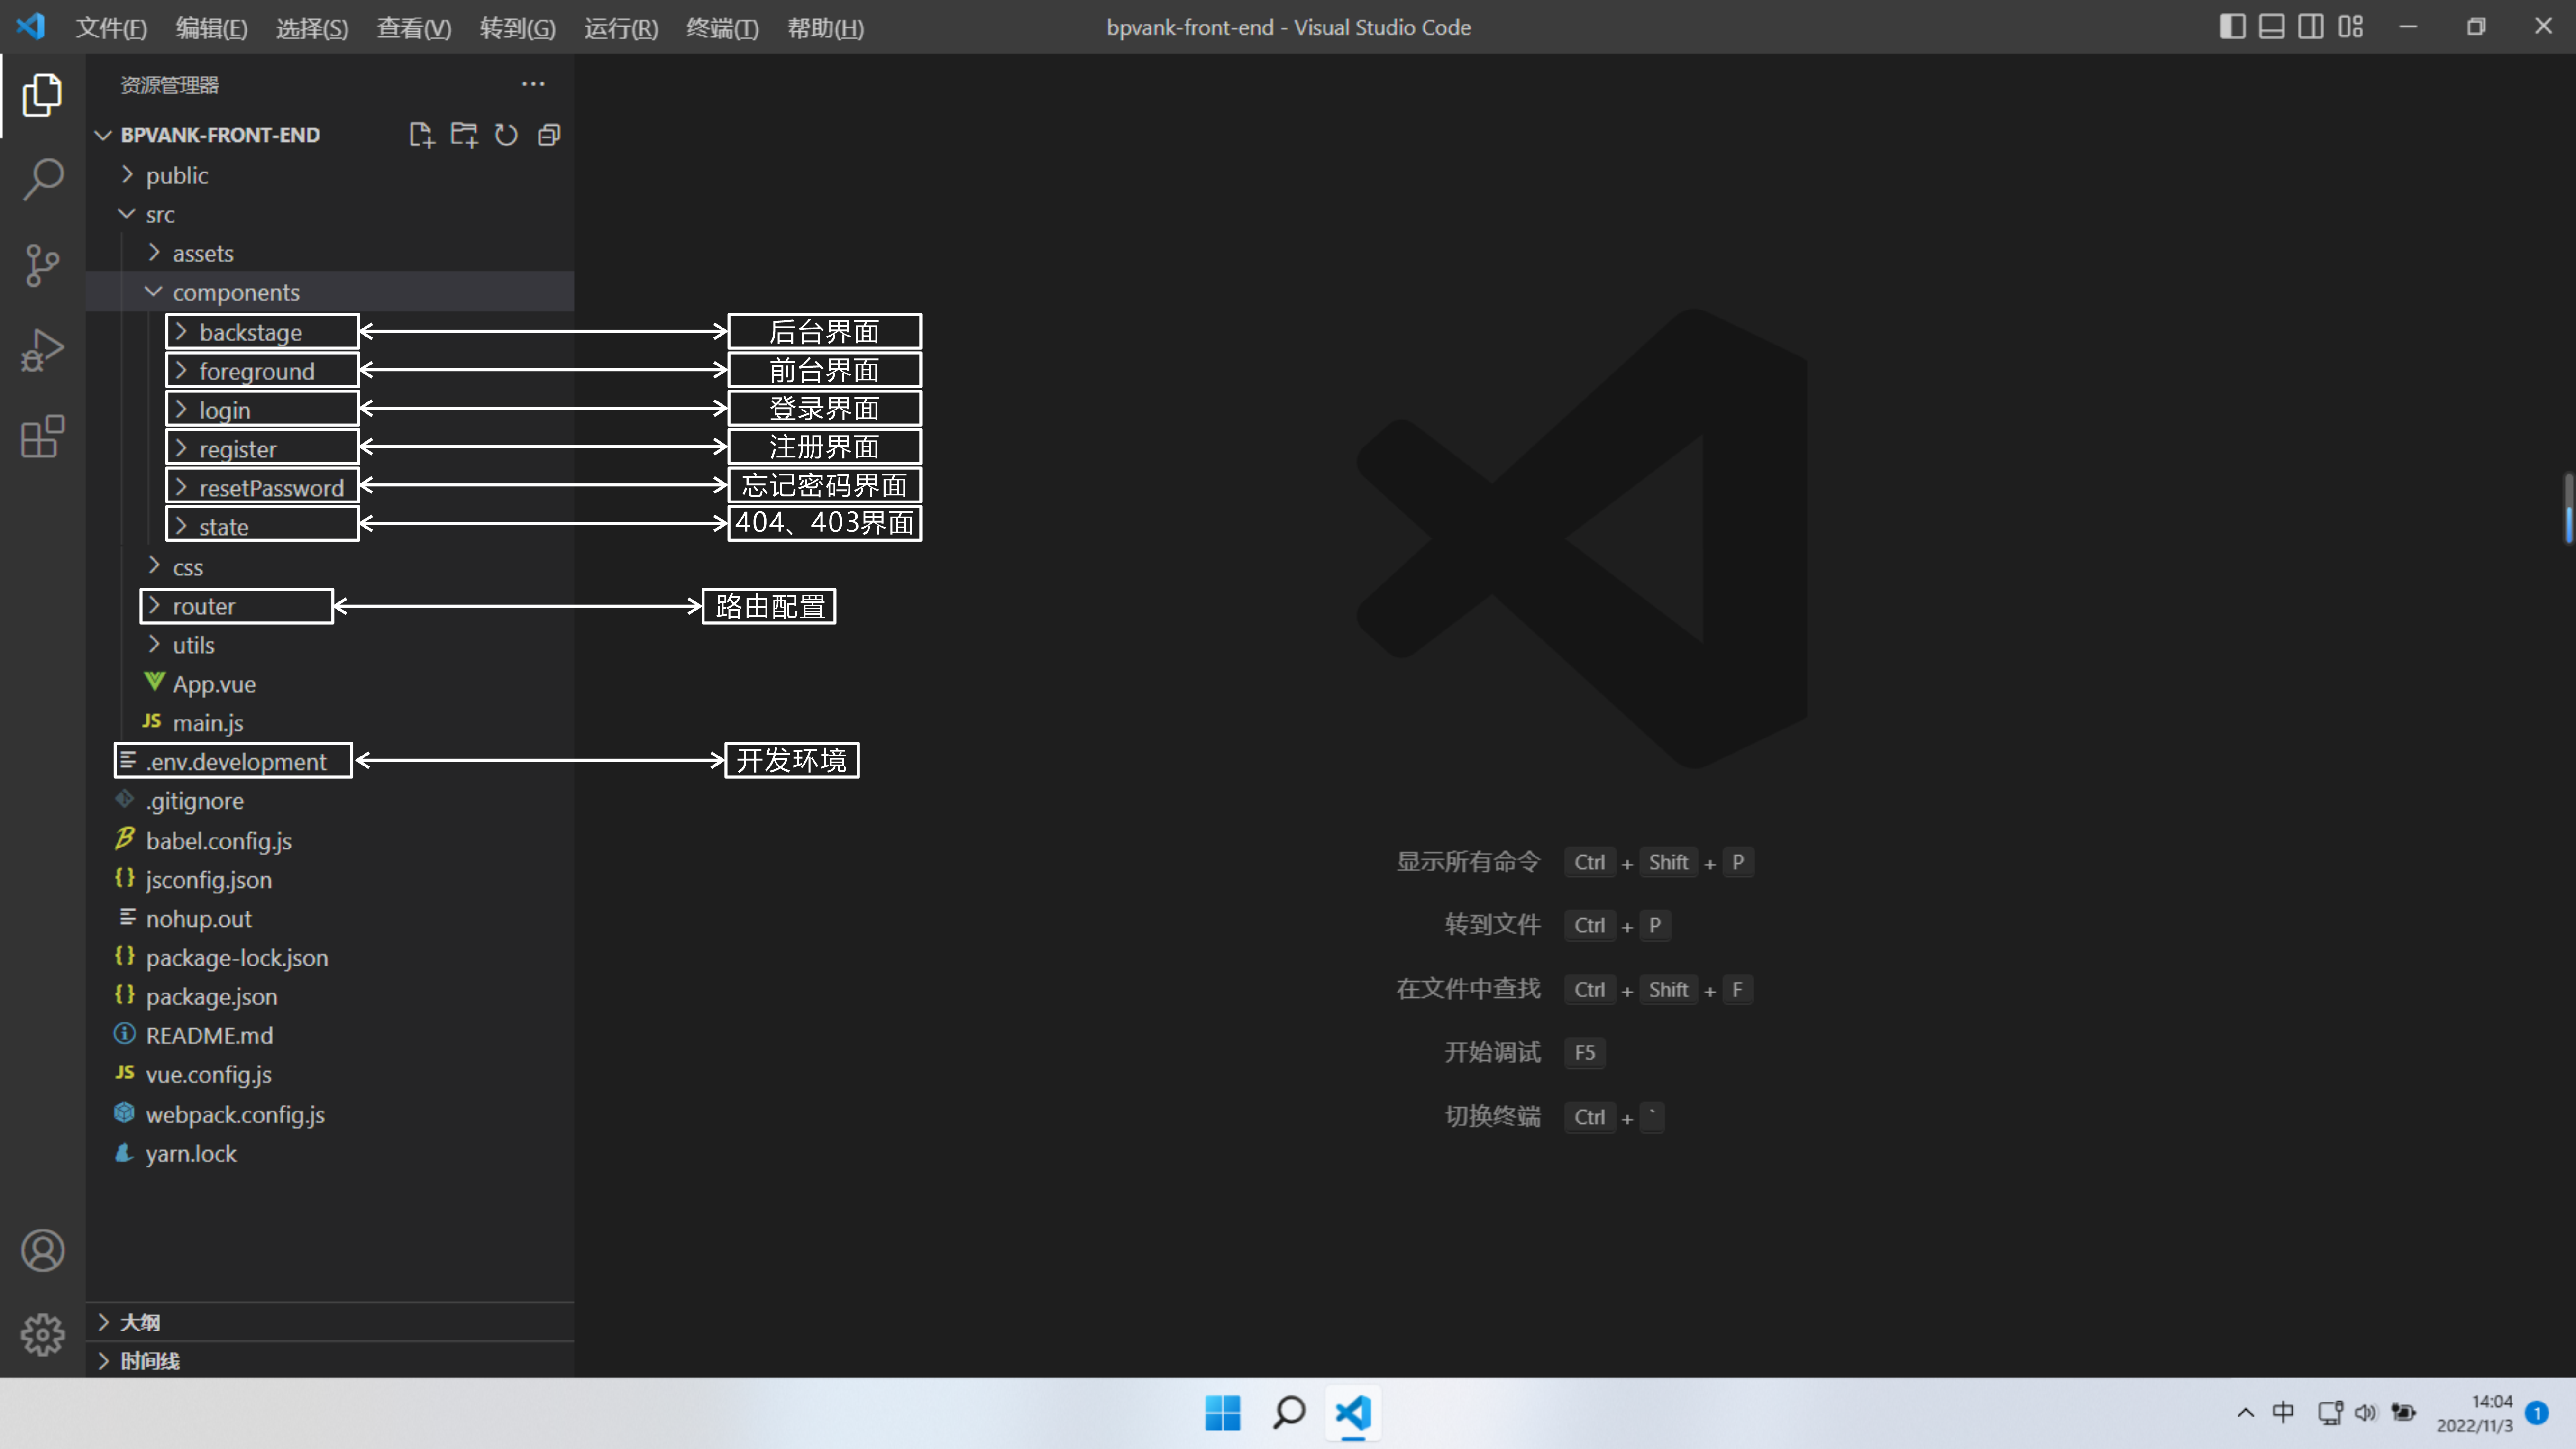 文件(F) 编辑(E) 选择(S) 查看(V) 转到(G) 运行(R) 终端(T) 帮助(H) bpvank-front-end - Visual Studio Code
资源管理器
BPVANK-FRONT-END
public
src
assets
components
backstage 后台界面
foreground 前台界面
login 登录界面
register 注册界面
resetPassword 忘记密码界面
state 404、403界面
css
router 路由配置
utils
App.vue
JS main.js
.env.development 开发环境
.gitignore
babel.config.js
{} jsconfig.json
nohup.out
{} package-lock.json
{} package.json
README.md
JS vue.config.js
webpack.config.js
yarn.lock
大纲
时间线
显示所有命令 Ctrl + Shift + P
转到文件 Ctrl + P
在文件中查找 Ctrl + Shift + F
开始调试 F5
切换终端 Ctrl + `
中
14:04
2022/11/3
1